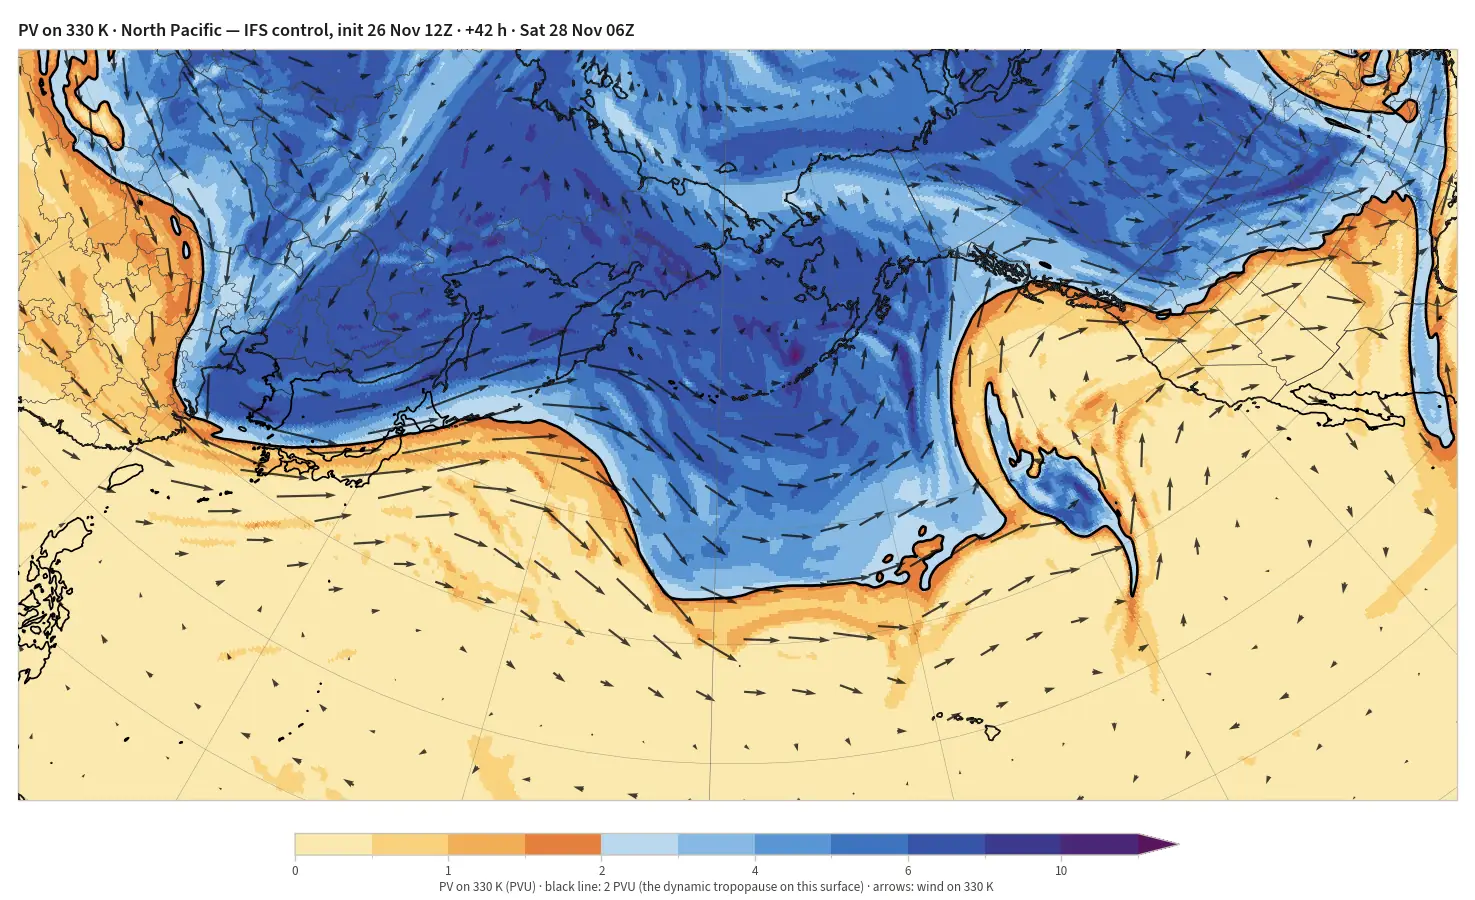 PV on 330 K · North Pacific — IFS control, init 26 Nov 12Z · +42 h · Sat 28 Nov 06Z
0 1 2 4 6 10
PV on 330 K (PVU) · black line: 2 PVU (the dynamic tropopause on this surface) · arrows: wind on 330 K